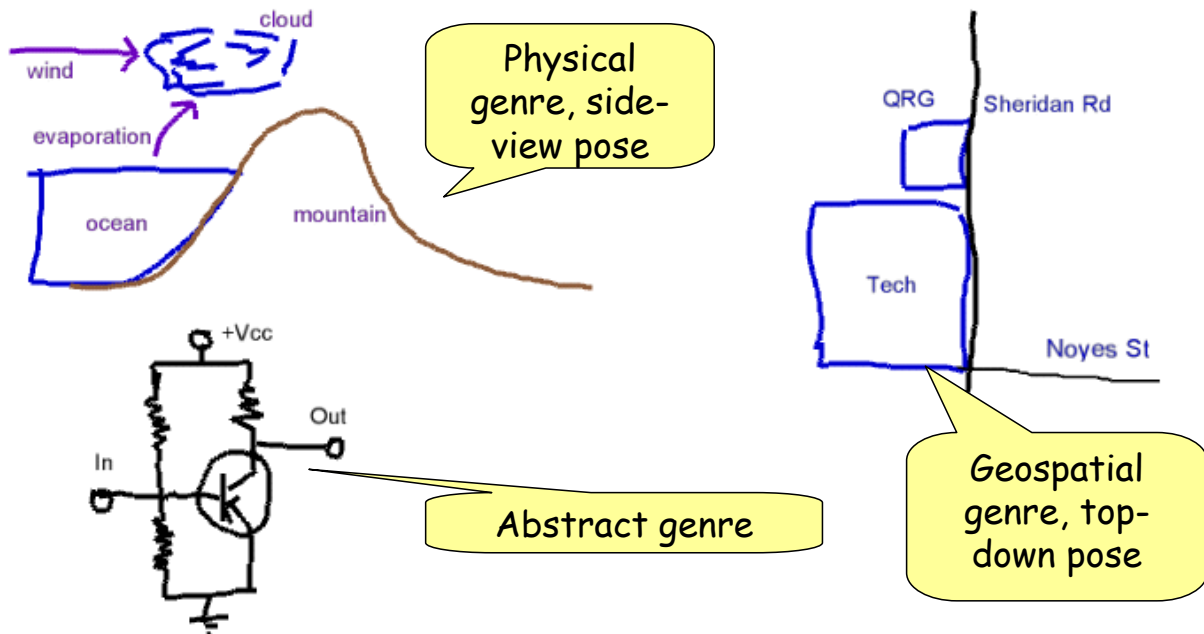 cloud
wind
evaporation
ocean
mountain
Physical
genre, side-
view pose
QRG
Sheridan Rd
Tech
Noyes St
+Vcc
Out
In
Abstract genre
Geospatial
genre, top-
down pose